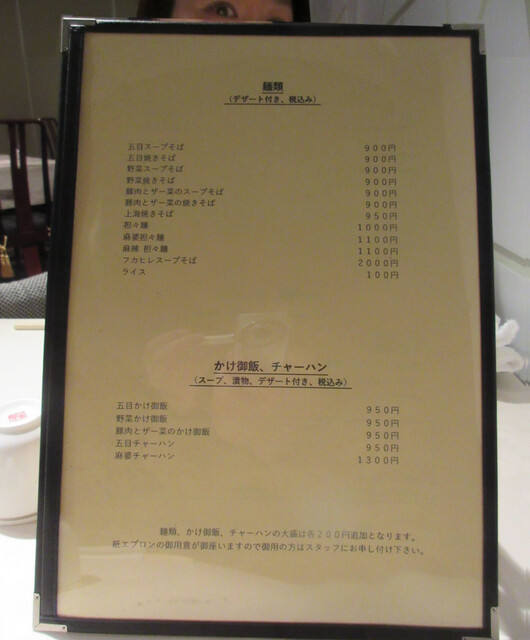 麺類
（デザート付き、税込み）
五目スープそば 900円
五目焼きそば 900円
野菜スープそば 900円
野菜焼きそば 900円
豚肉とザー菜のスープそば 900円
豚肉とザー菜の焼きそば 900円
上海焼きそば 950円
担々麺 1000円
麻婆担々麺 1100円
麻辣 担々麺 1100円
フカヒレスープそば 2000円
ライス 100円
かけ御飯、チャーハン
（スープ、漬物、デザート付き、税込み）
五目かけ御飯 950円
野菜かけ御飯 950円
豚肉とザー菜のかけ御飯 950円
五目チャーハン 950円
麻婆チャーハン 1300円
麺類、かけ御飯、チャーハンの大盛は各200円追加となります。
紙エプロンの御用意が御座いますので御用の方はスタッフにお申し付け下さい。